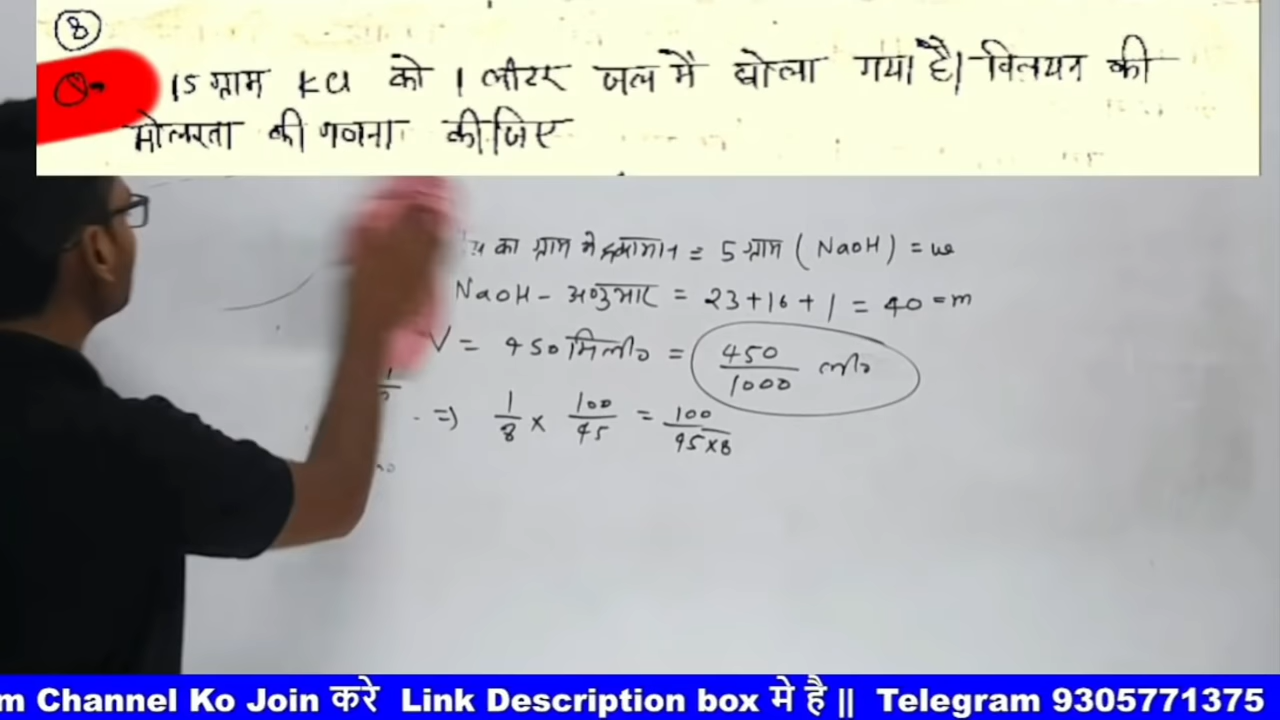 8
Q→ 15 ग्राम KCl को 1 लीटर जल में घोला गया है। विलयन की
मोलरता की गणना कीजिए
का ग्राम में द्रव्यमान = 5 ग्राम (NaOH) = w
NaOH - अणुभार = 23+16+1 = 40 = m
V = 450 मिली० = 450/1000 ली०
=) 1/8 × 100/45 = 100/45×8
m Channel Ko Join करे Link Description box मे है || Telegram 9305771375